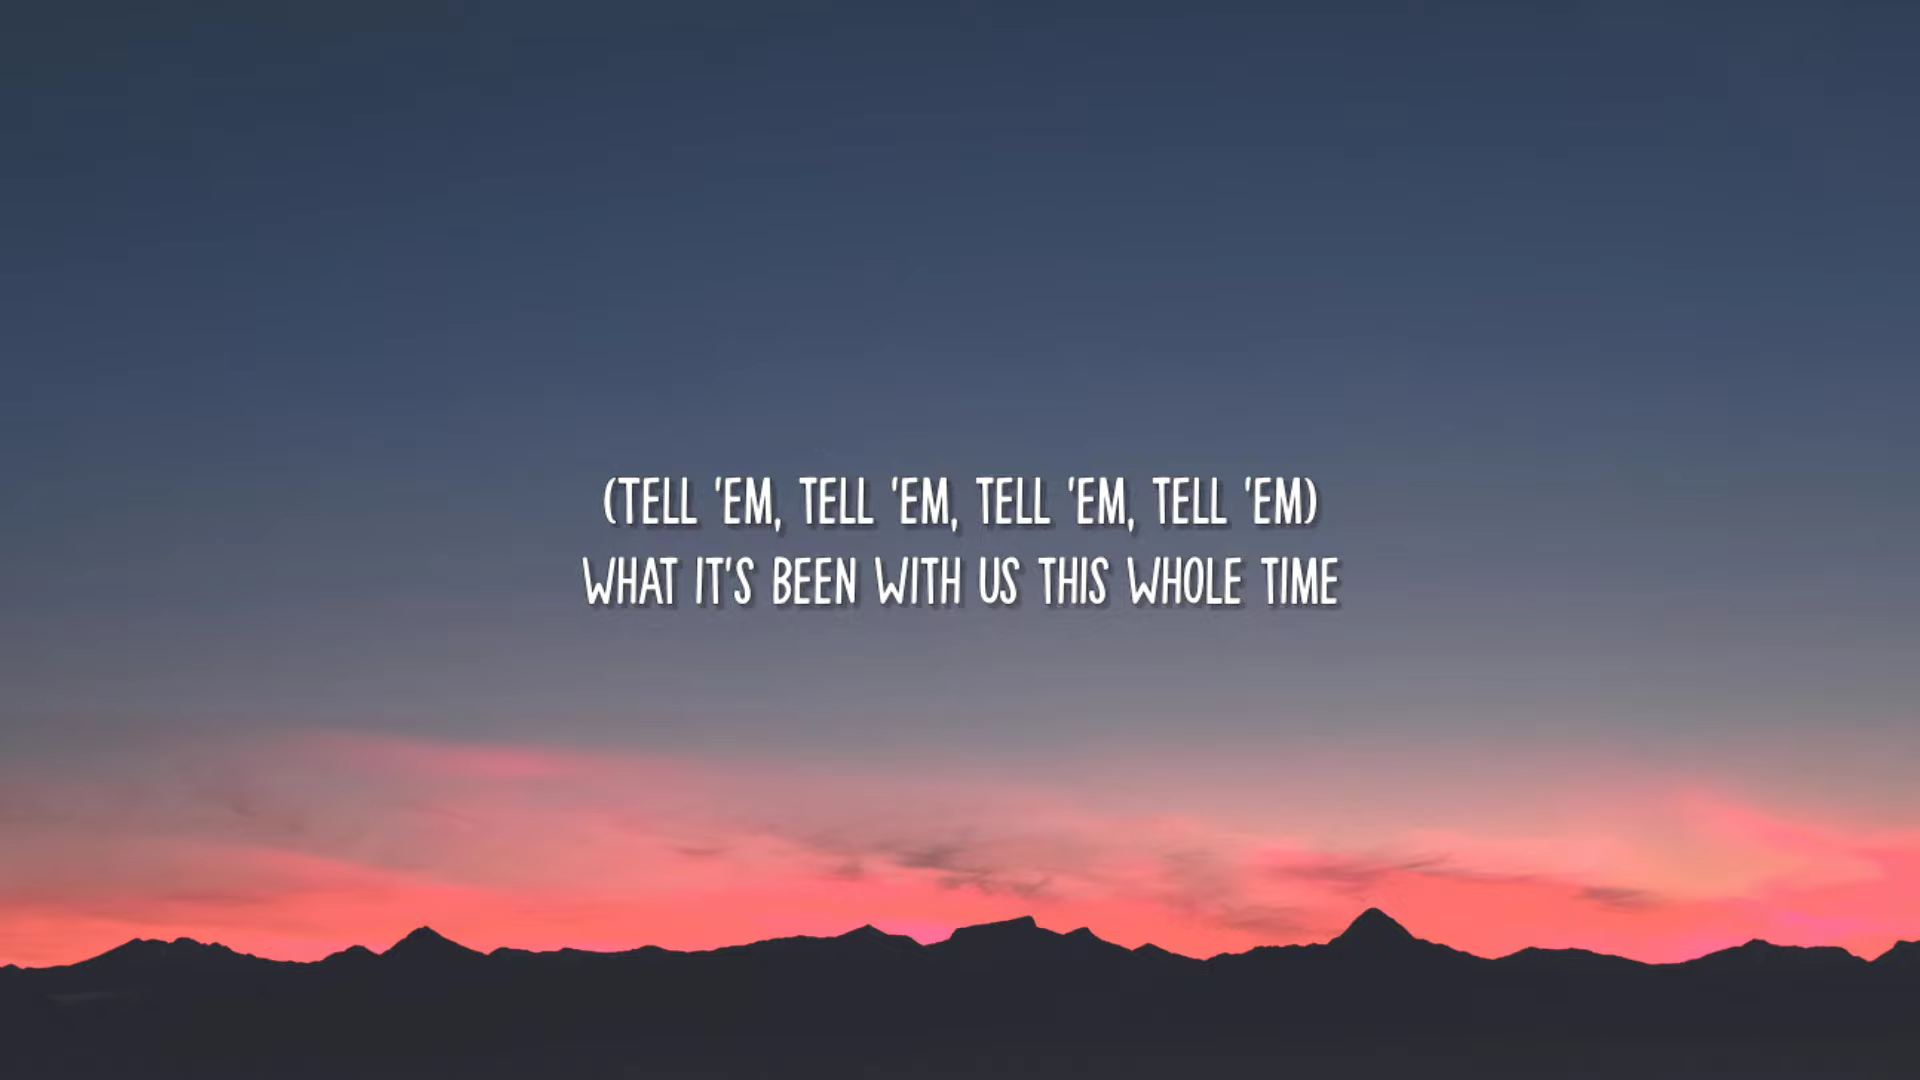 (TELL 'EM, TELL 'EM, TELL 'EM, TELL 'EM)
WHAT IT'S BEEN WITH US THIS WHOLE TIME